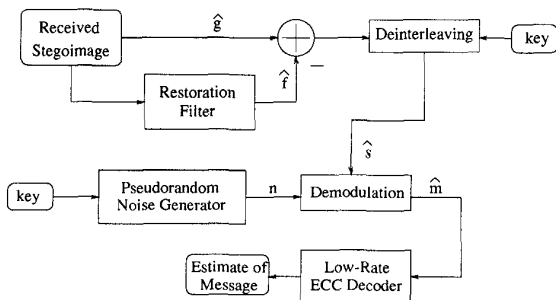 Received
Stegoimage
ĝ
+
−
f̂
Deinterleaving
key
Restoration
Filter
ŝ
key
Pseudorandom
Noise Generator
n
Demodulation
m̂
Estimate of
Message
Low-Rate
ECC Decoder